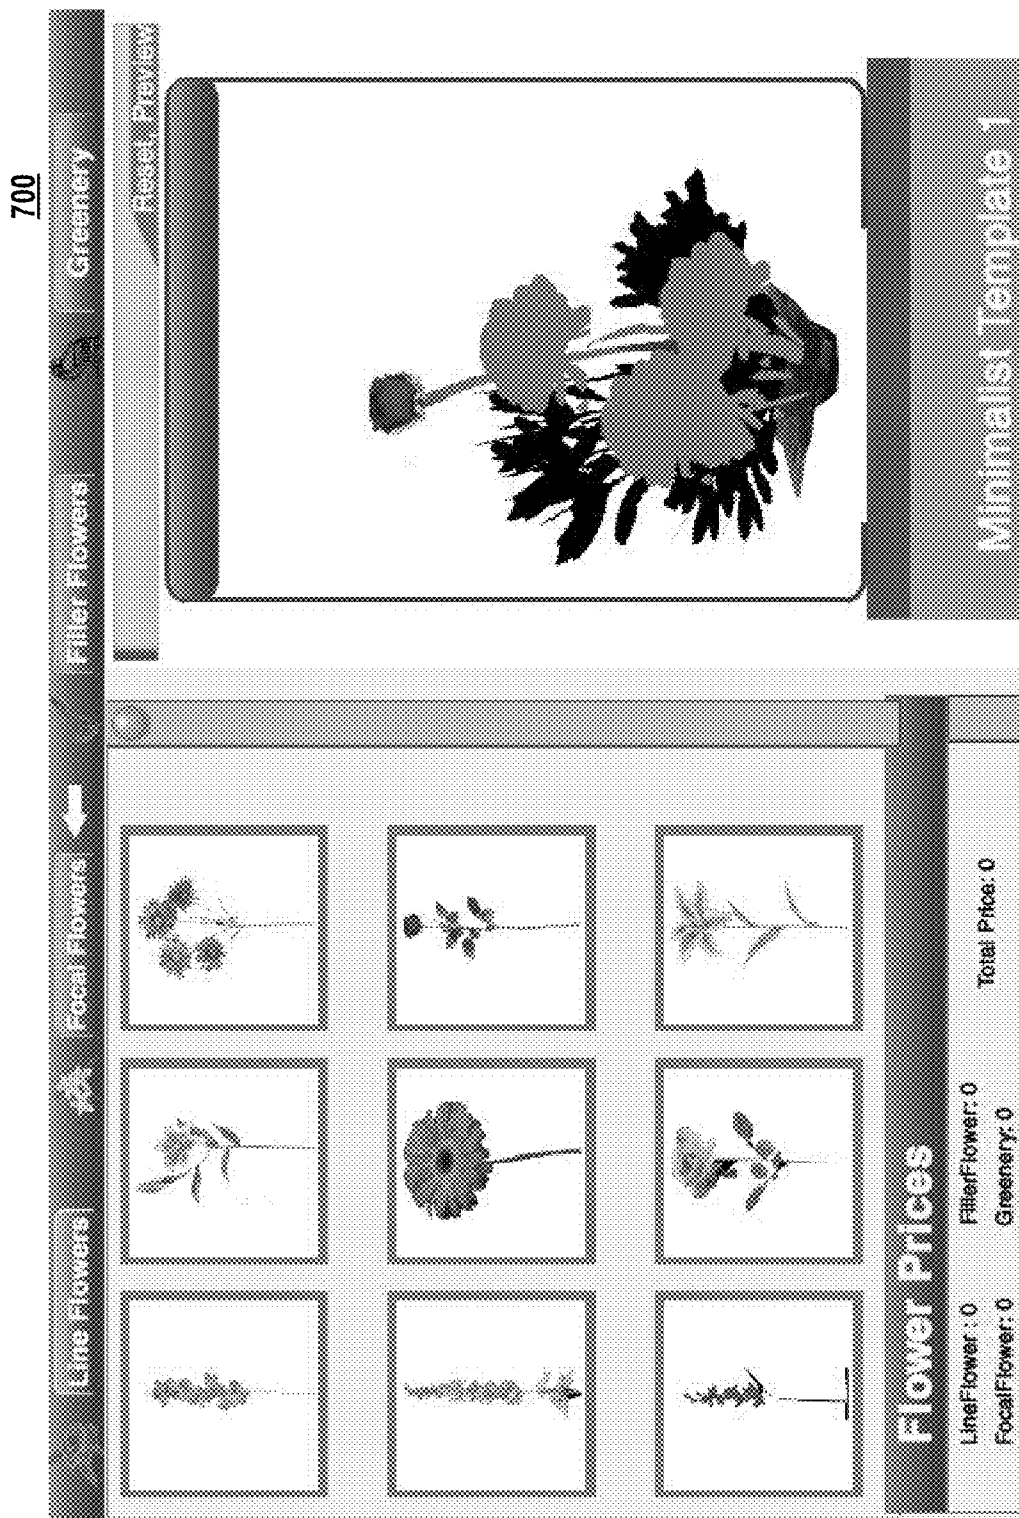 700
Line Flowers
Focal Flowers
Filler Flowers
Greenery
Reset Preview
Minimalist Template 1
Flower Prices
LineFlower : 0 FillerFlower: 0
FocalFlower: 0 Greenery: 0
Total Price: 0